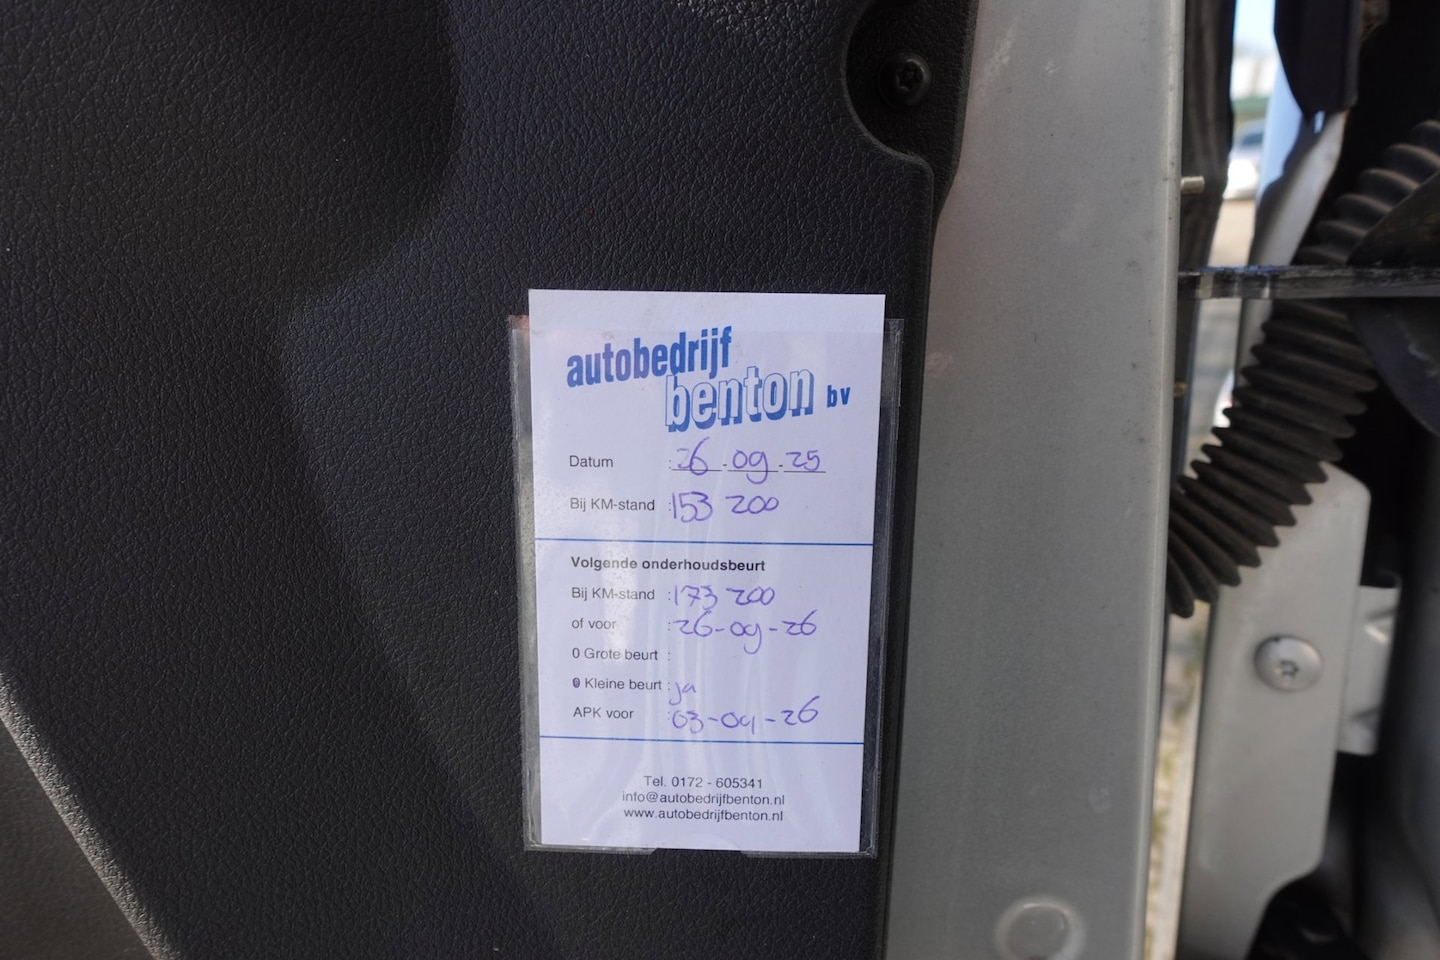 autobedrijf
benton bv
Datum : 26.09.25
Bij KM-stand : 153 200
Volgende onderhoudsbeurt
Bij KM-stand : 173 200
of voor : 26-09-26
0 Grote beurt :
0 Kleine beurt : ja
APK voor : 03-09-26
Tel. 0172 - 605341
info@autobedrijfbenton.nl
www.autobedrijfbenton.nl